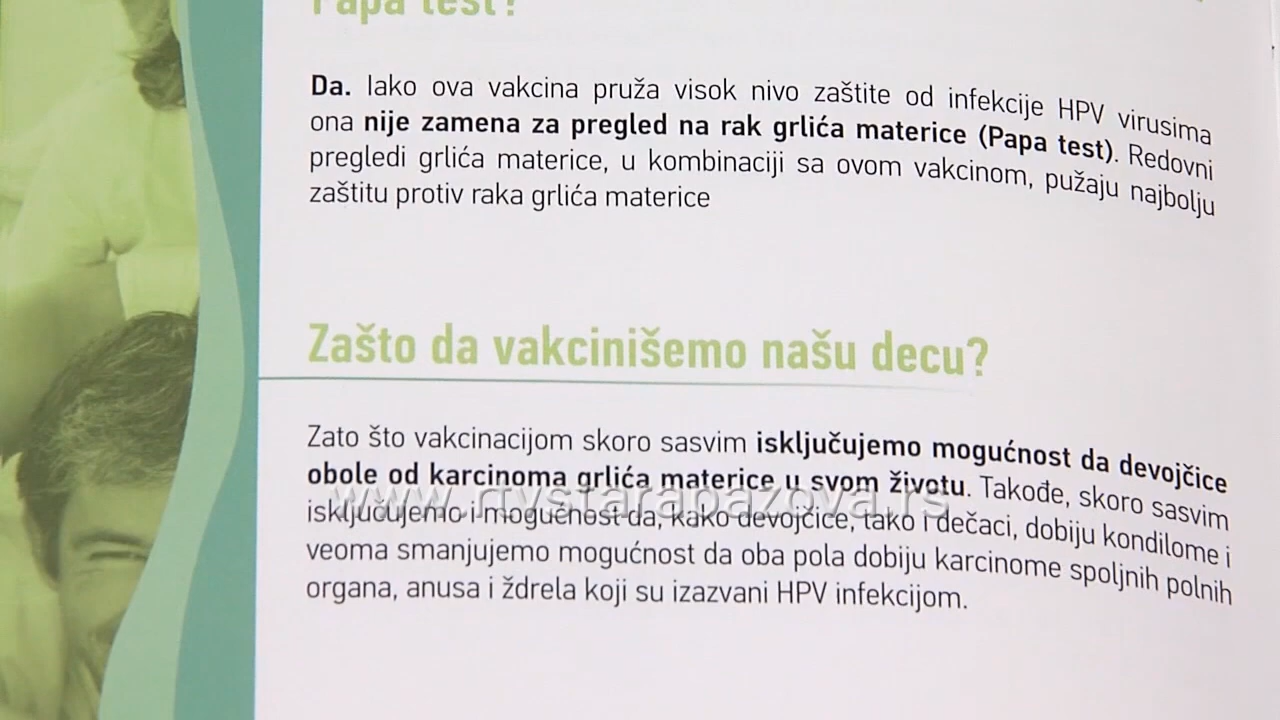 Papa test?
Da. Iako ova vakcina pruža visok nivo zaštite od infekcije HPV virusima
ona nije zamena za pregled na rak grlića materice (Papa test). Redovni
pregledi grlića materice, u kombinaciji sa ovom vakcinom, pužaju najbolju
zaštitu protiv raka grlića materice
Zašto da vakcinišemo našu decu?
Zato što vakcinacijom skoro sasvim isključujemo mogućnost da devojčice
obole od karcinoma grlića materice u svom životu. Takođe, skoro sasvim
www.rtvstarapazova.rs
isključujemo i mogućnost da, kako devojčice, tako i dečaci, dobiju kondilome i
veoma smanjujemo mogućnost da oba pola dobiju karcinome spoljnih polnih
organa, anusa i ždrela koji su izazvani HPV infekcijom.